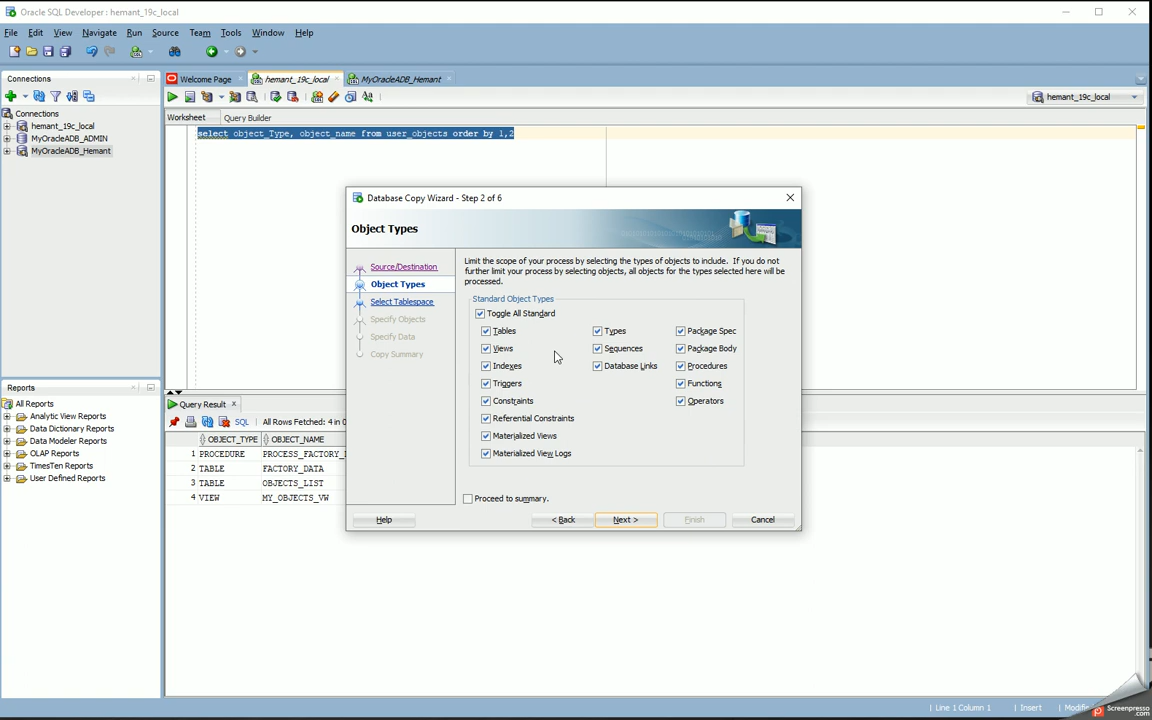 Oracle SQL Developer : hemant_19c_local
File Edit View Navigate Run Source Team Tools Window Help
Connections
Welcome Page hemant_19c_local MyOracleADB_Hemant
hemant_19c_local
Worksheet Query Builder
Connections
hemant_19c_local
MyOracleADB_ADMIN
MyOracleADB_Hemant
select object_Type, object_name from user_objects order by 1,2
Database Copy Wizard - Step 2 of 6
Object Types
Source/Destination
Object Types
Select Tablespace
Specify Objects
Specify Data
Copy Summary
Limit the scope of your process by selecting the types of objects to include. If you do not
further limit your process by selecting objects, all objects for the types selected here will be
processed.
Standard Object Types
Toggle All Standard
Tables Types Package Spec
Views Sequences Package Body
Indexes Database Links Procedures
Triggers Functions
Constraints Operators
Referential Constraints
Materialized Views
Materialized View Logs
Proceed to summary.
Help < Back Next > Finish Cancel
Reports
All Reports
Analytic View Reports
Data Dictionary Reports
Data Modeler Reports
OLAP Reports
TimesTen Reports
User Defined Reports
Query Result
SQL | All Rows Fetched: 4 in 0
OBJECT_TYPE OBJECT_NAME
1 PROCEDURE PROCESS_FACTORY_
2 TABLE FACTORY_DATA
3 TABLE OBJECTS_LIST
4 VIEW MY_OBJECTS_VW
Line 1 Column 1 | Insert | Modifie
Screenpresso
.com